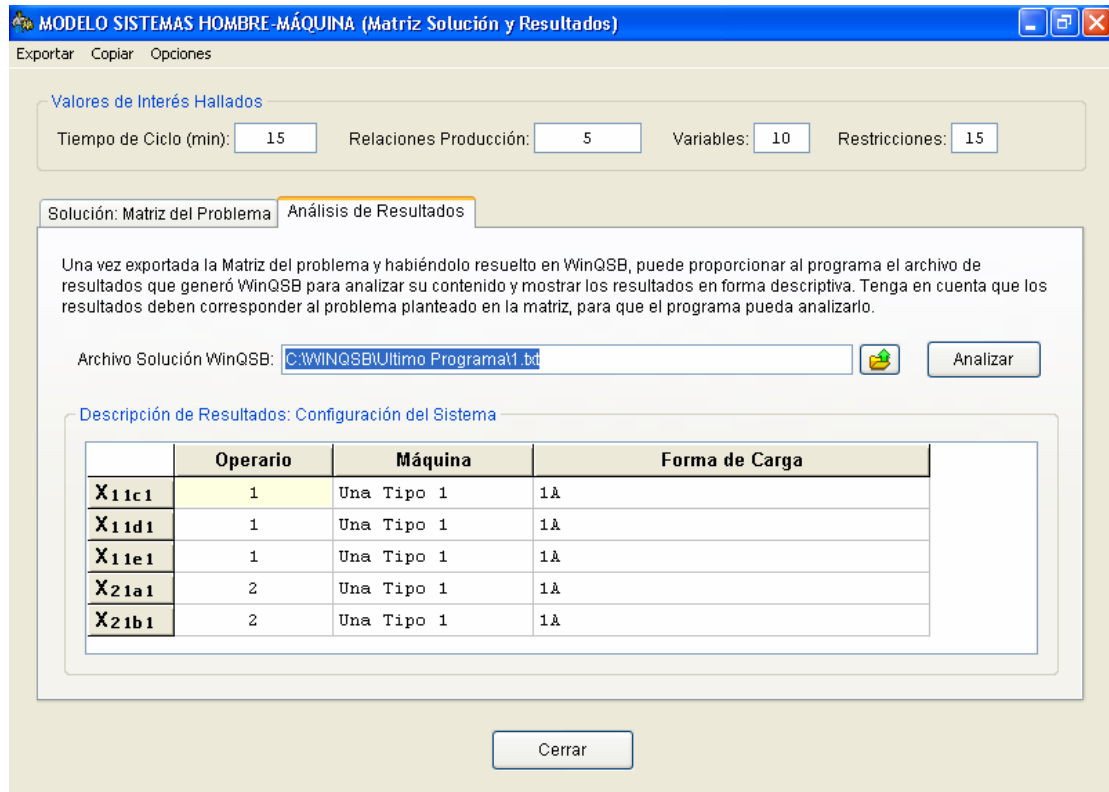 MODELO SISTEMAS HOMBRE-MÁQUINA (Matriz Solución y Resultados)
Exportar Copiar Opciones
Valores de Interés Hallados
Tiempo de Ciclo (min): 15 Relaciones Producción: 5 Variables: 10 Restricciones: 15
Solución: Matriz del Problema Análisis de Resultados
Una vez exportada la Matriz del problema y habiéndolo resuelto en WinQSB, puede proporcionar al programa el archivo de
resultados que generó WinQSB para analizar su contenido y mostrar los resultados en forma descriptiva. Tenga en cuenta que los
resultados deben corresponder al problema planteado en la matriz, para que el programa pueda analizarlo.
Archivo Solución WinQSB: C:\WINQSB\Ultimo Programa\1.txt Analizar
Descripción de Resultados: Configuración del Sistema
Operario Máquina Forma de Carga
X11c1 1 Una Tipo 1 1A
X11d1 1 Una Tipo 1 1A
X11e1 1 Una Tipo 1 1A
X21a1 2 Una Tipo 1 1A
X21b1 2 Una Tipo 1 1A
Cerrar